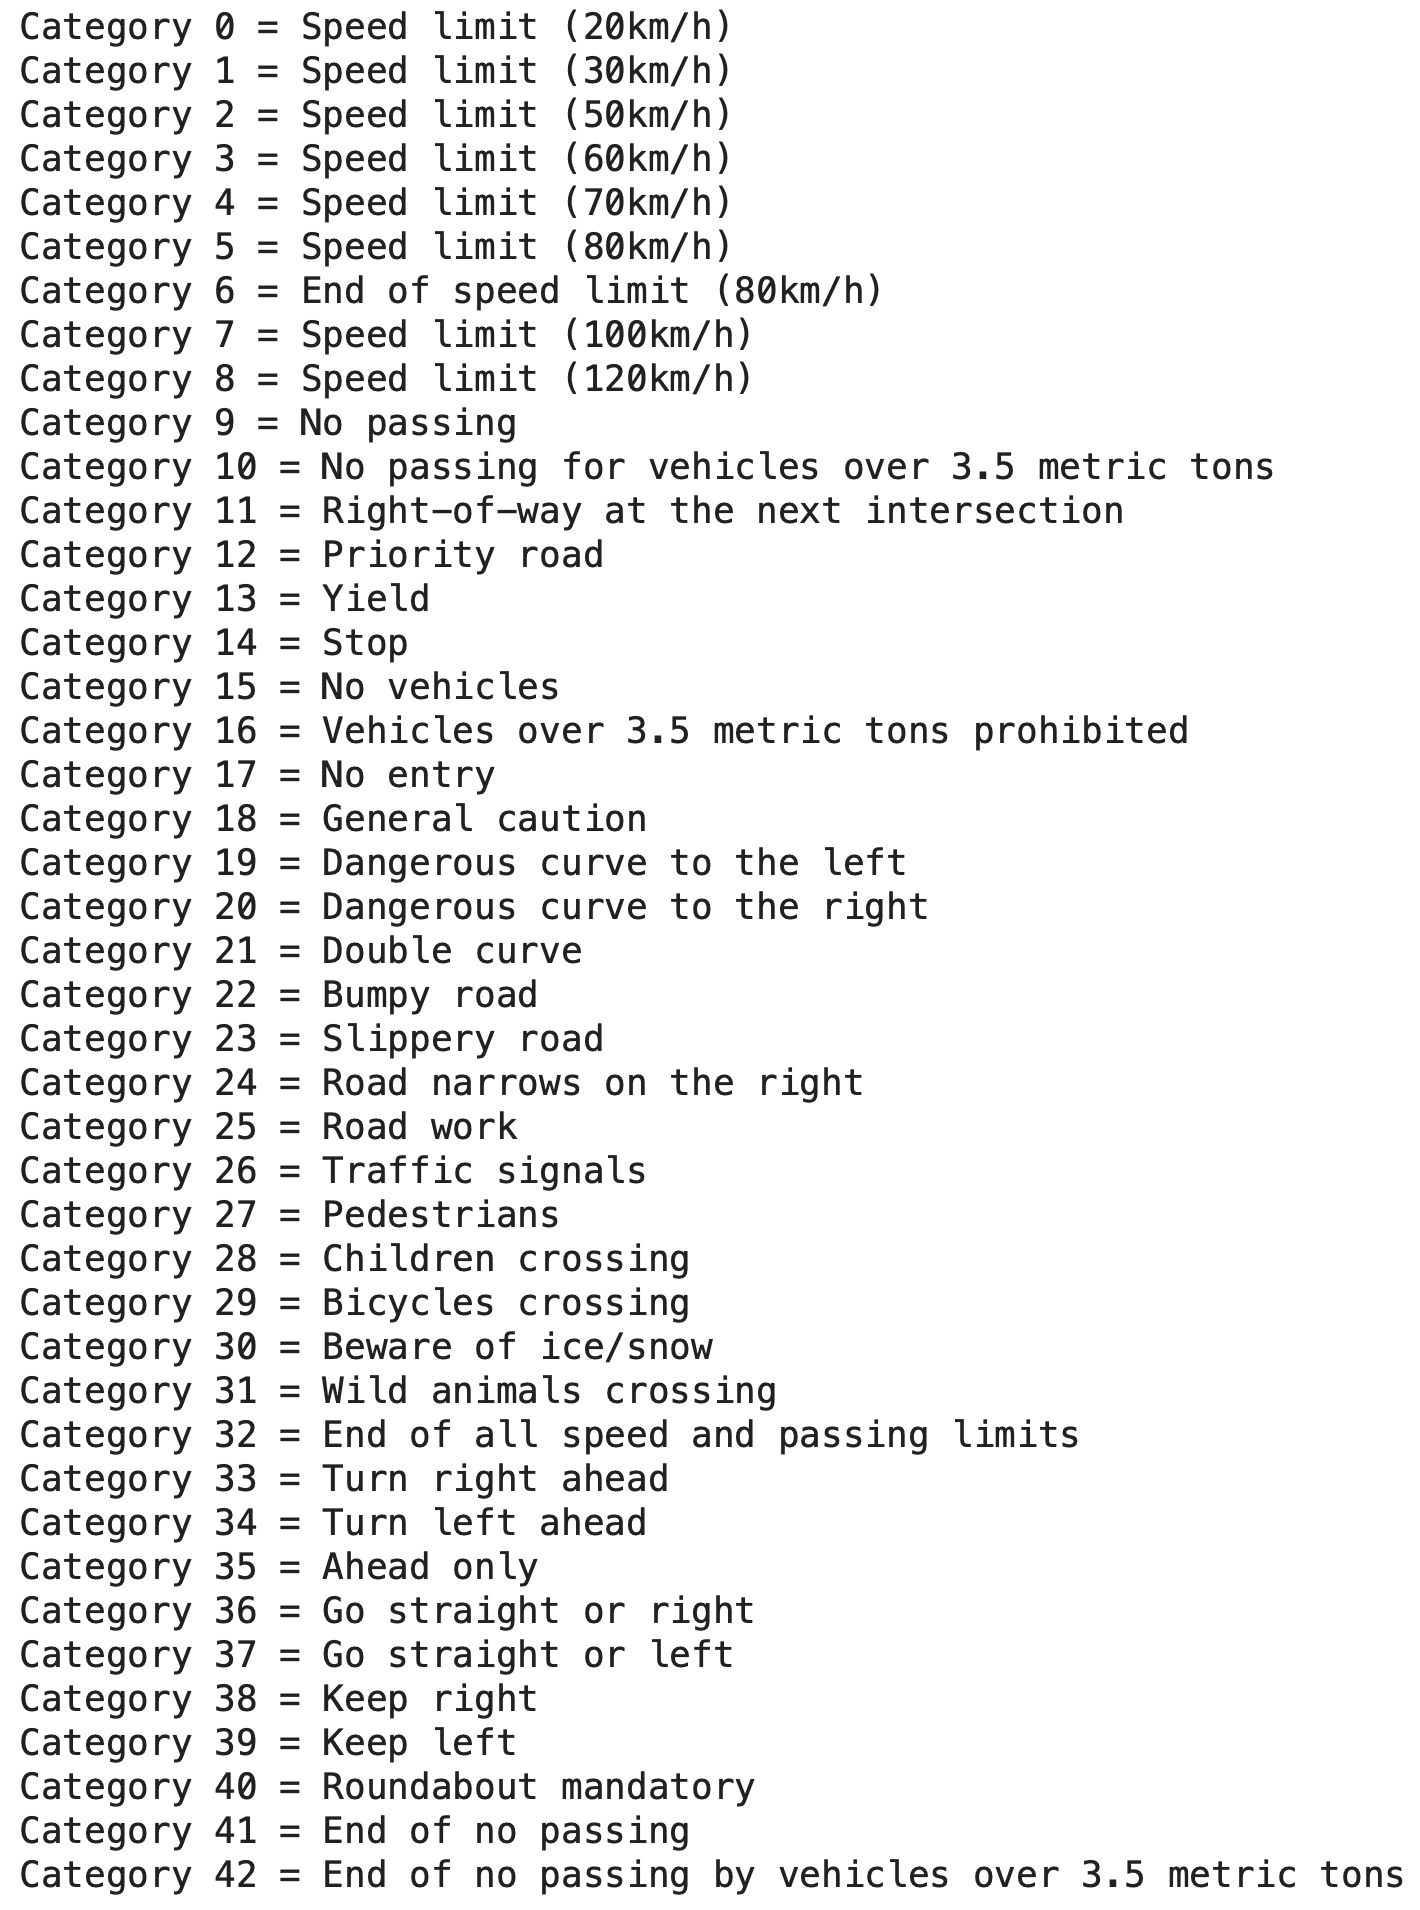 Category 0 = Speed limit (20km/h)
Category 1 = Speed limit (30km/h)
Category 2 = Speed limit (50km/h)
Category 3 = Speed limit (60km/h)
Category 4 = Speed limit (70km/h)
Category 5 = Speed limit (80km/h)
Category 6 = End of speed limit (80km/h)
Category 7 = Speed limit (100km/h)
Category 8 = Speed limit (120km/h)
Category 9 = No passing
Category 10 = No passing for vehicles over 3.5 metric tons
Category 11 = Right-of-way at the next intersection
Category 12 = Priority road
Category 13 = Yield
Category 14 = Stop
Category 15 = No vehicles
Category 16 = Vehicles over 3.5 metric tons prohibited
Category 17 = No entry
Category 18 = General caution
Category 19 = Dangerous curve to the left
Category 20 = Dangerous curve to the right
Category 21 = Double curve
Category 22 = Bumpy road
Category 23 = Slippery road
Category 24 = Road narrows on the right
Category 25 = Road work
Category 26 = Traffic signals
Category 27 = Pedestrians
Category 28 = Children crossing
Category 29 = Bicycles crossing
Category 30 = Beware of ice/snow
Category 31 = Wild animals crossing
Category 32 = End of all speed and passing limits
Category 33 = Turn right ahead
Category 34 = Turn left ahead
Category 35 = Ahead only
Category 36 = Go straight or right
Category 37 = Go straight or left
Category 38 = Keep right
Category 39 = Keep left
Category 40 = Roundabout mandatory
Category 41 = End of no passing
Category 42 = End of no passing by vehicles over 3.5 metric tons